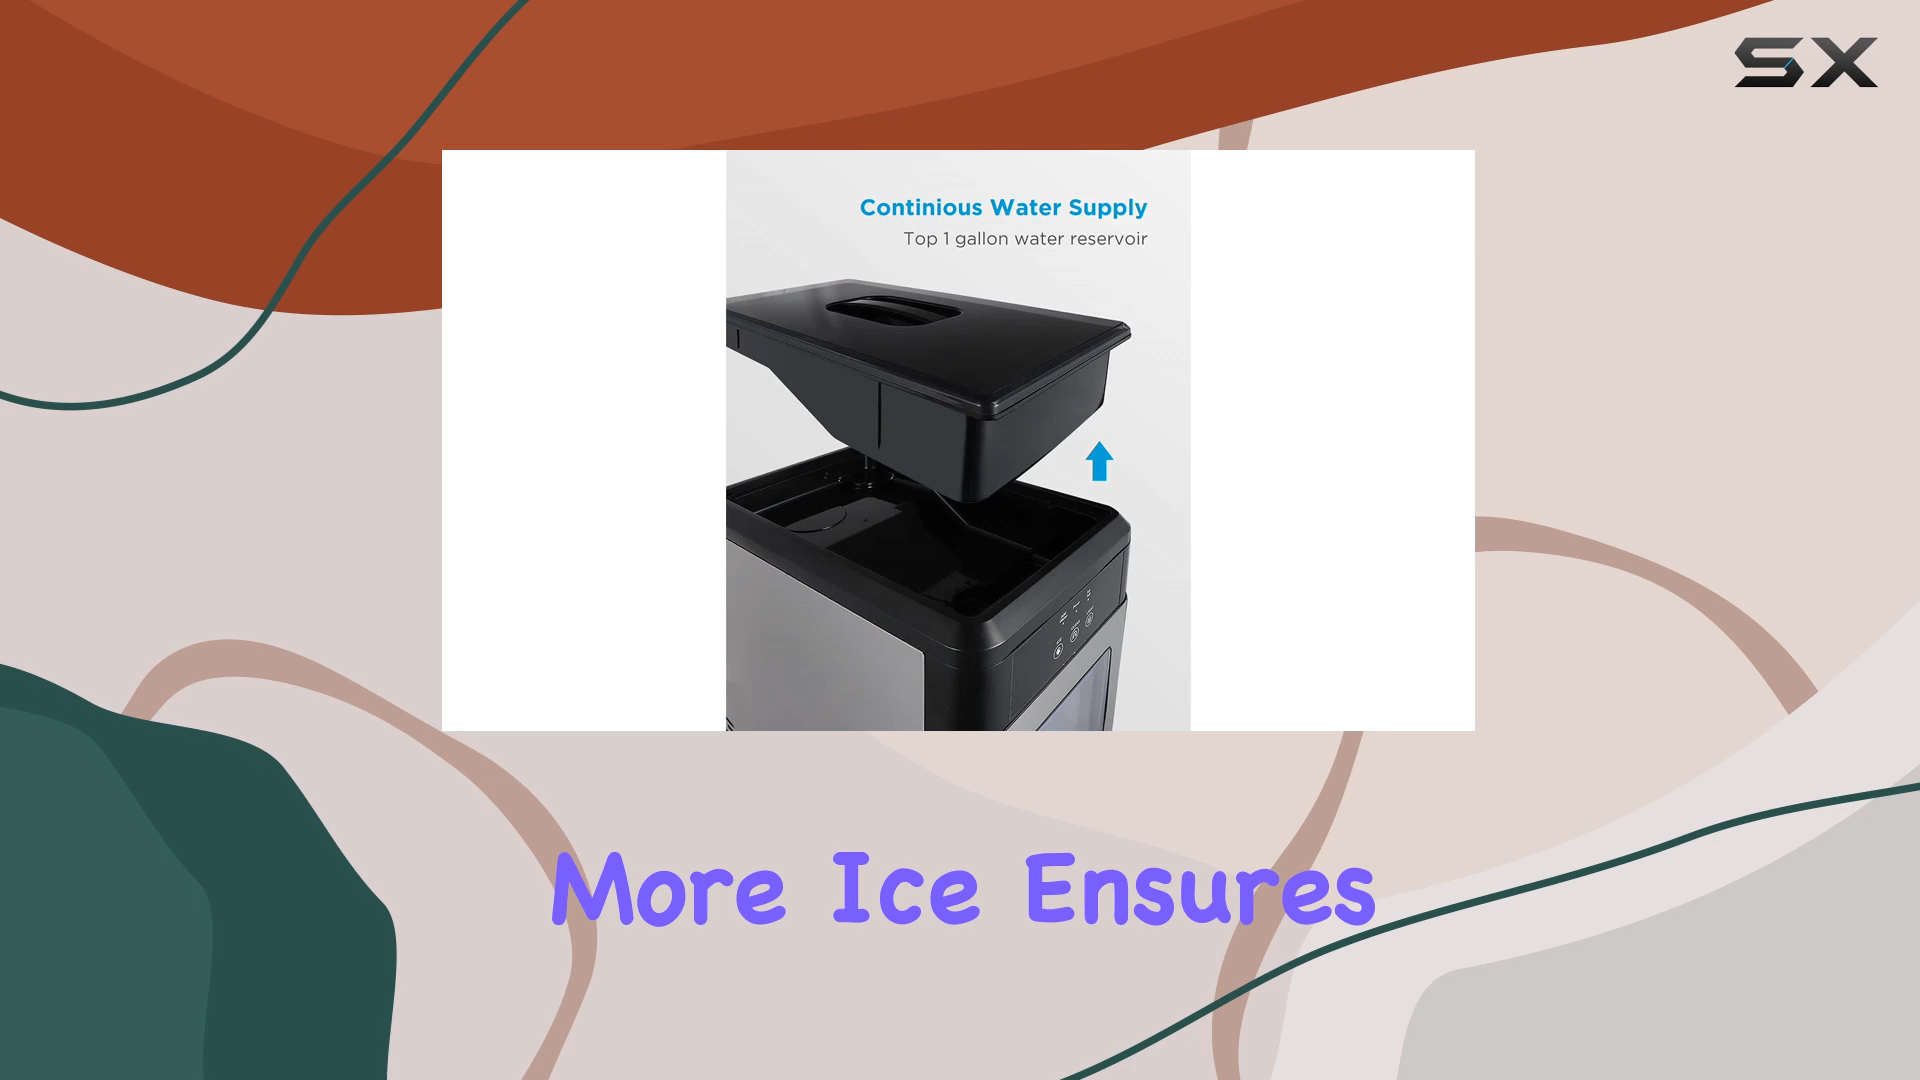 SX
Continious Water Supply
Top 1 gallon water reservoir
More Ice Ensures